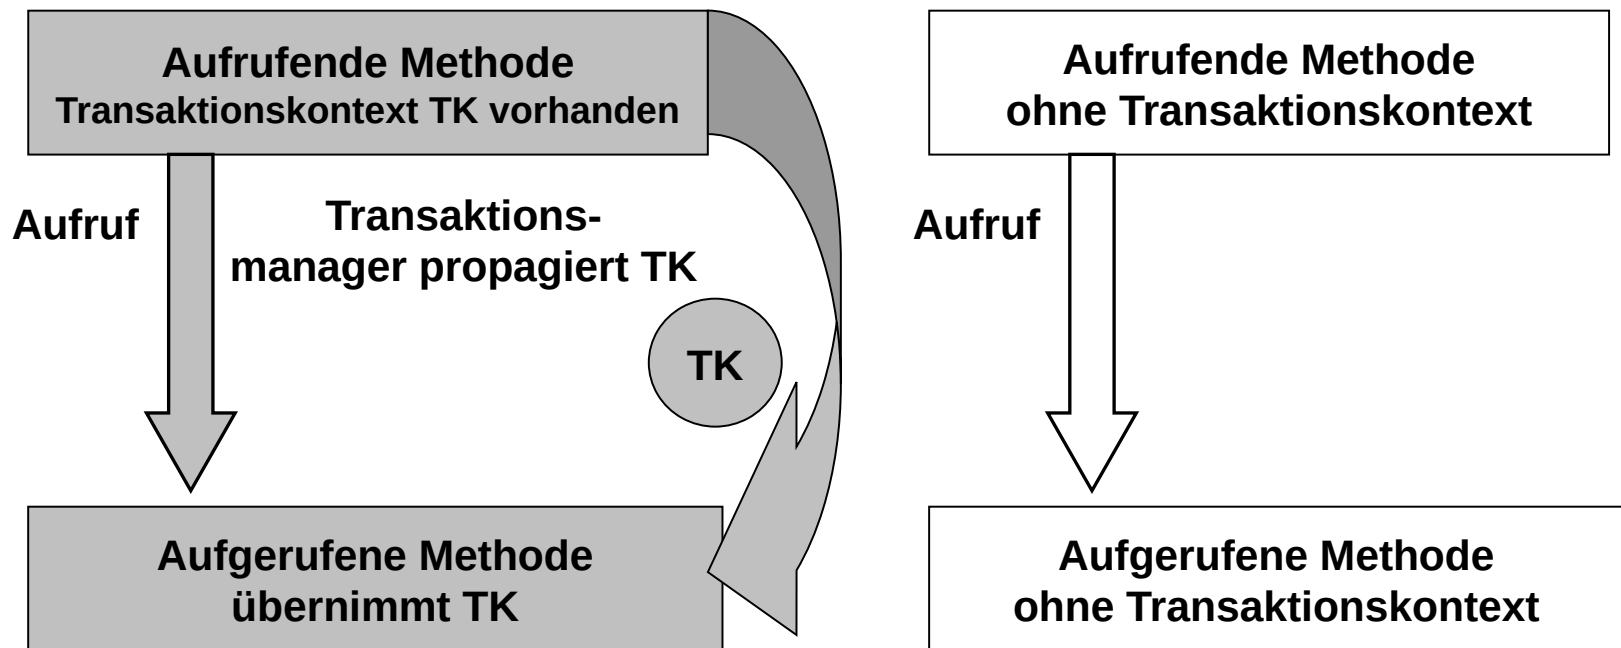 Aufrufende Methode
Transaktionskontext TK vorhanden
Aufruf
Transaktions-
manager propagiert TK
TK
Aufgerufene Methode
übernimmt TK
Aufrufende Methode
ohne Transaktionskontext
Aufruf
Aufgerufene Methode
ohne Transaktionskontext